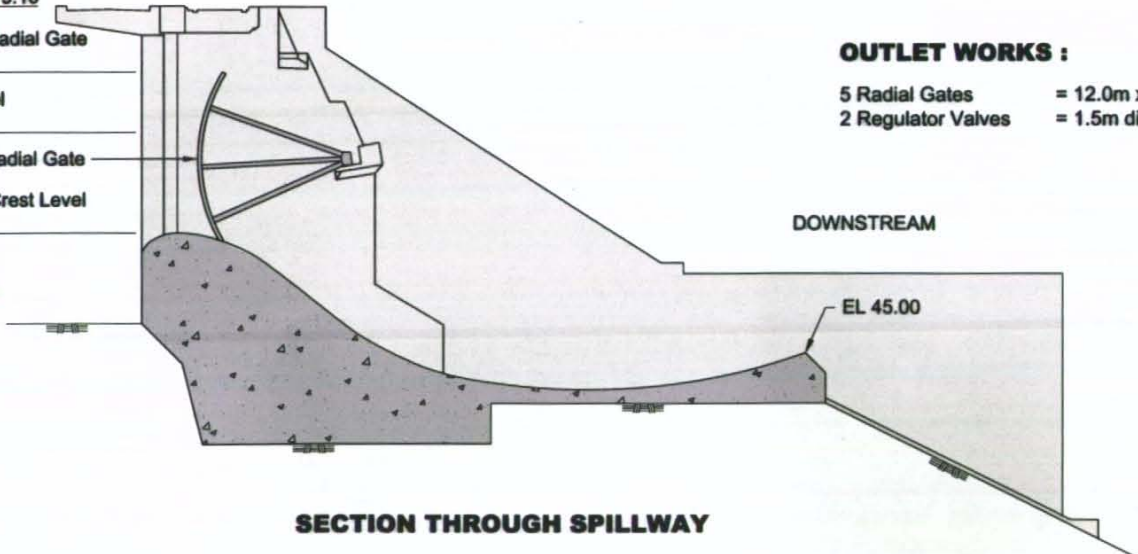 Radial Gate
OUTLET WORKS :
5 Radial Gates = 12.0m x
2 Regulator Valves = 1.5m
Radial Gate
Crest Level
DOWNSTREAM
EL 45.00
SECTION THROUGH SPILLWAY